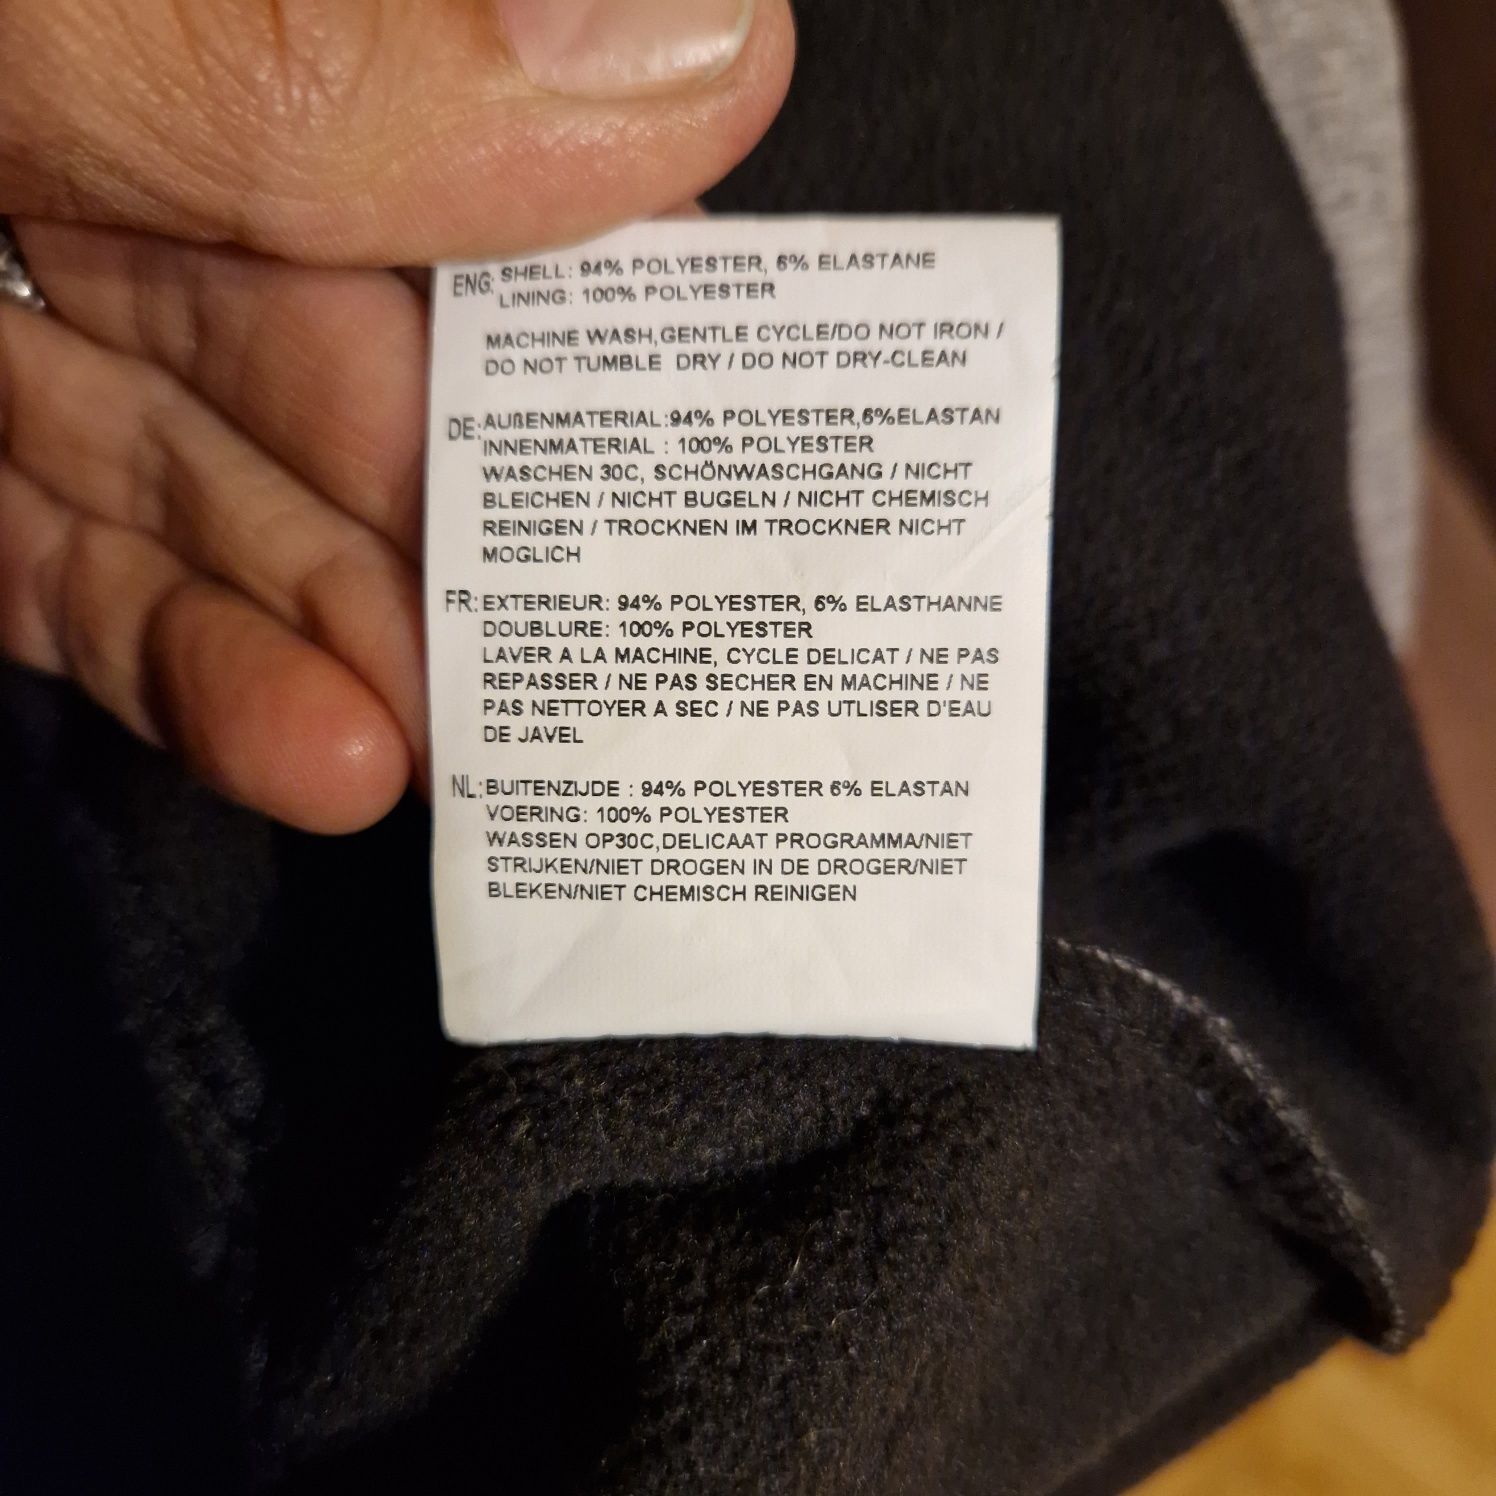 ENG: SHELL: 94% POLYESTER, 6% ELASTANE
LINING: 100% POLYESTER
MACHINE WASH,GENTLE CYCLE/DO NOT IRON /
DO NOT TUMBLE DRY / DO NOT DRY-CLEAN
DE: AUßENMATERIAL:94% POLYESTER,6%ELASTAN
INNENMATERIAL : 100% POLYESTER
WASCHEN 30C, SCHÖNWASCHGANG / NICHT
BLEICHEN / NICHT BUGELN / NICHT CHEMISCH
REINIGEN / TROCKNEN IM TROCKNER NICHT
MOGLICH
FR: EXTERIEUR: 94% POLYESTER, 6% ELASTHANNE
DOUBLURE: 100% POLYESTER
LAVER A LA MACHINE, CYCLE DELICAT / NE PAS
REPASSER / NE PAS SECHER EN MACHINE / NE
PAS NETTOYER A SEC / NE PAS UTLISER D'EAU
DE JAVEL
NL: BUITENZIJDE : 94% POLYESTER 6% ELASTAN
VOERING: 100% POLYESTER
WASSEN OP30C,DELICAAT PROGRAMMA/NIET
STRIJKEN/NIET DROGEN IN DE DROGER/NIET
BLEKEN/NIET CHEMISCH REINIGEN